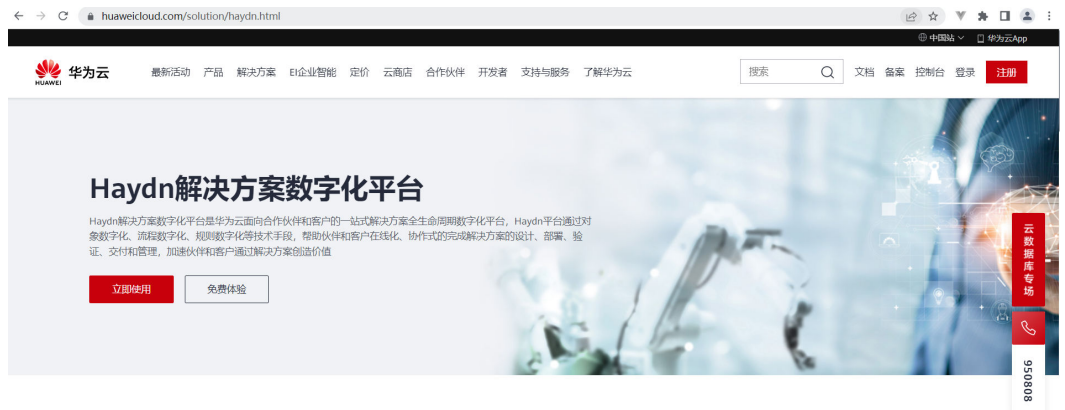 huaweicloud.com/solution/haydn.html
中国站 华为云App
HUAWEI 华为云 最新活动 产品 解决方案 EI企业智能 定价 云商店 合作伙伴 开发者 支持与服务 了解华为云 搜索 文档 备案 控制台 登录 注册
Haydn解决方案数字化平台
Haydn解决方案数字化平台是华为云面向合作伙伴和客户的一站式解决方案全生命周期数字化平台，Haydn平台通过对
象数字化、流程数字化、规则数字化等技术手段，帮助伙伴和客户在线化、协作式的完成解决方案的设计、部署、验
证、交付和管理，加速伙伴和客户通过解决方案创造价值
立即使用 免费体验
云数据库专场
950808